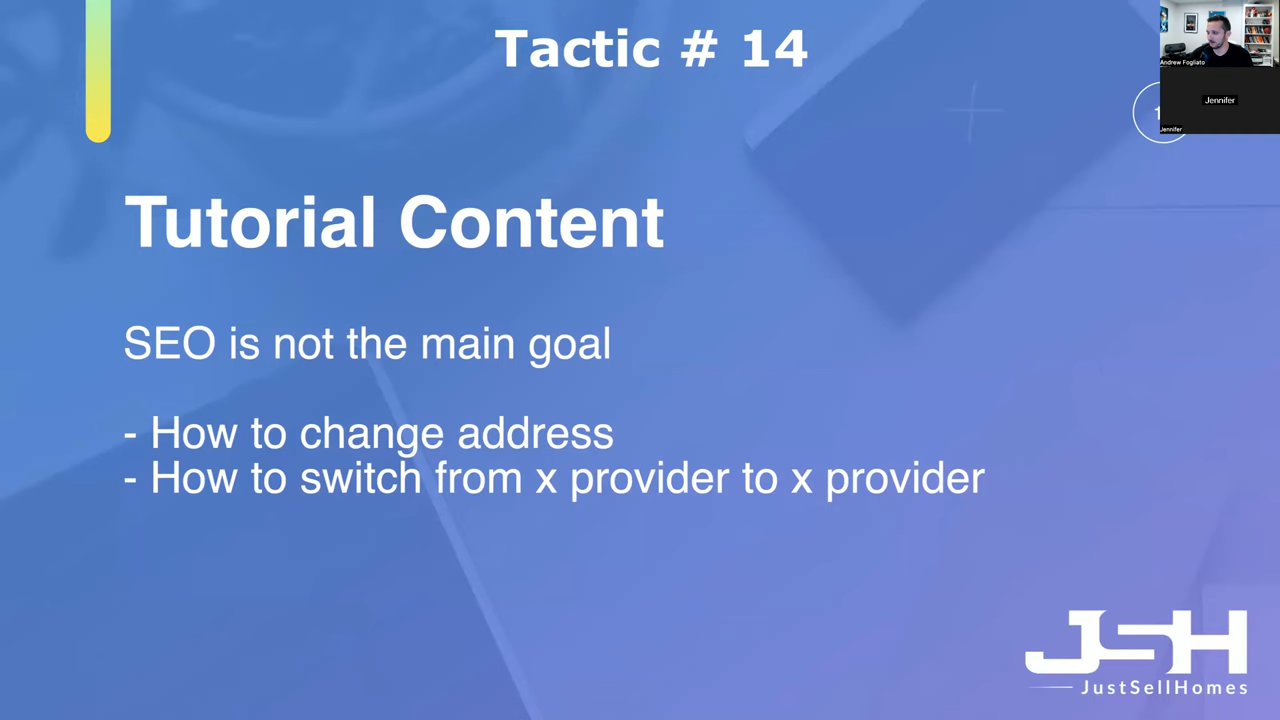 Tactic # 14
Andrew Fogliato
Jennifer
Jennifer
Tutorial Content
SEO is not the main goal
- How to change address
- How to switch from x provider to x provider
JSH
JustSellHomes